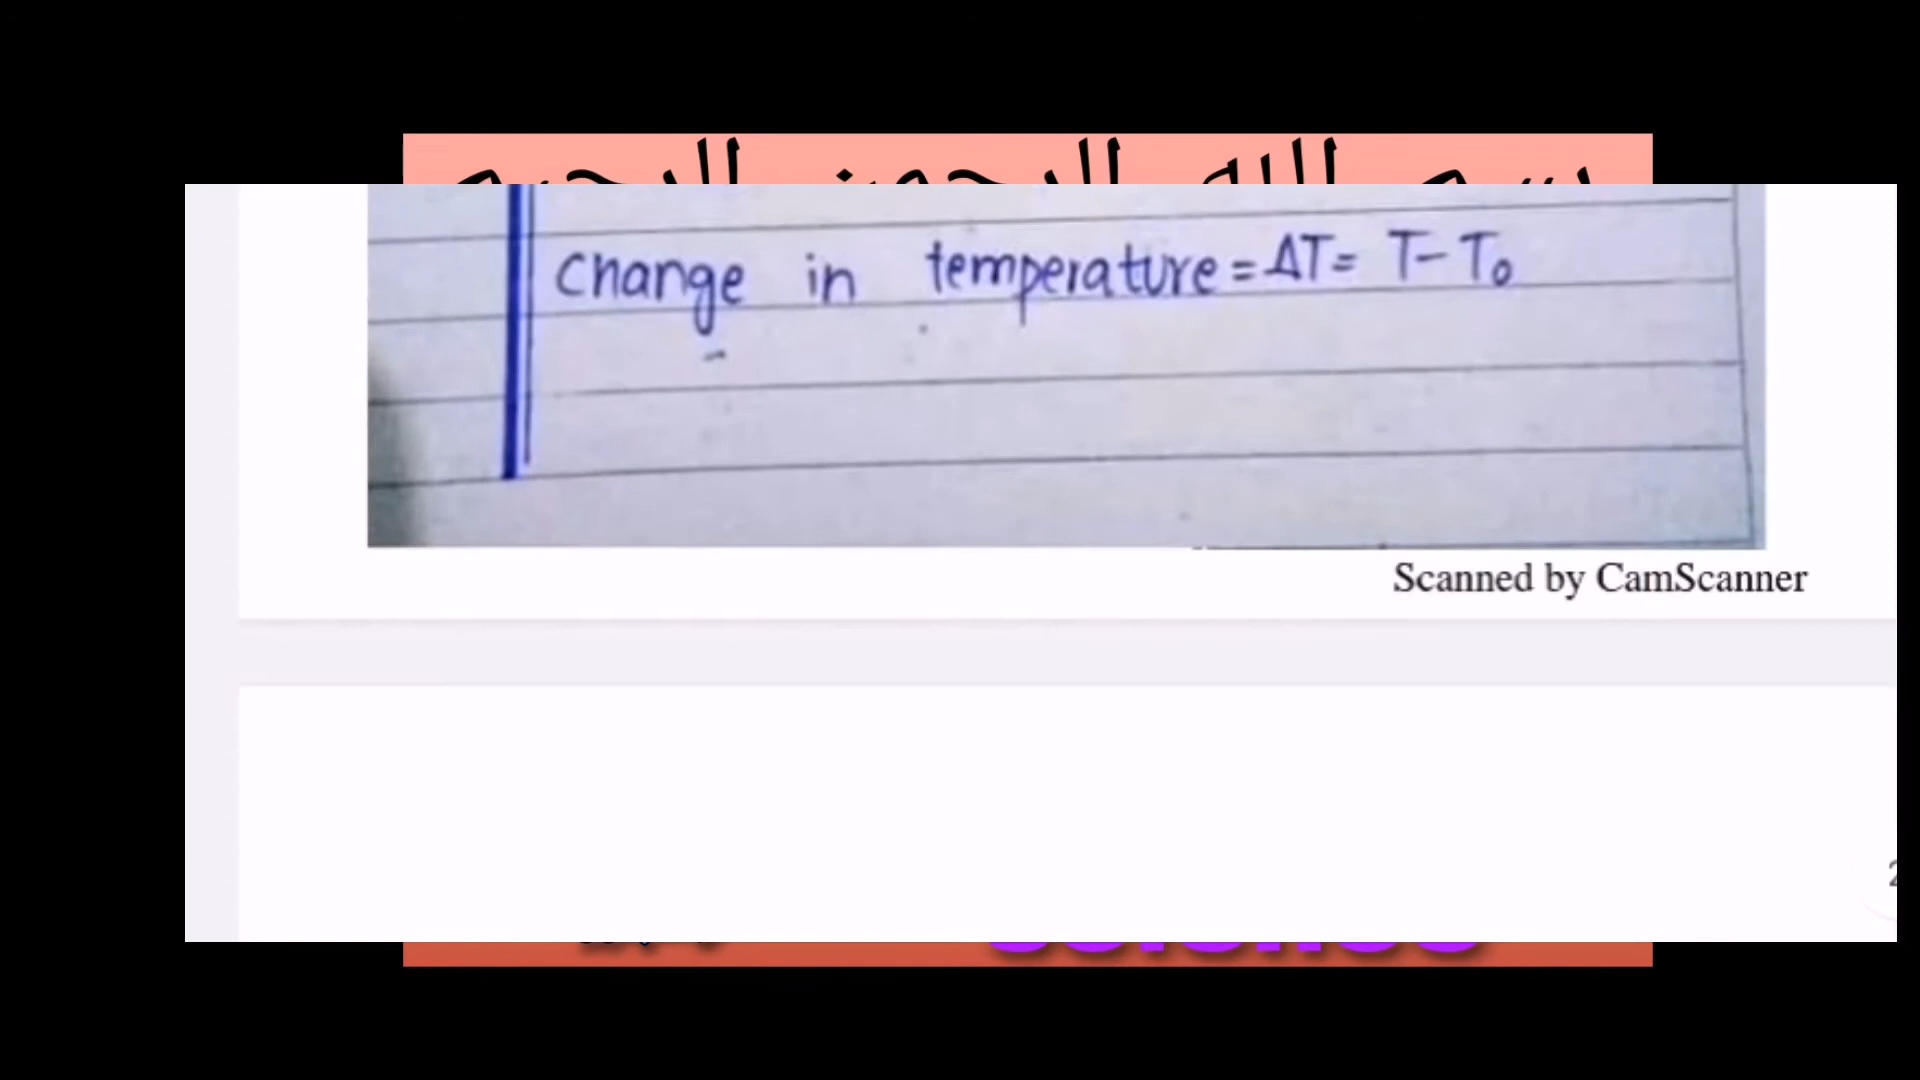 change in temperature = ΔT = T - T₀
Scanned by CamScanner